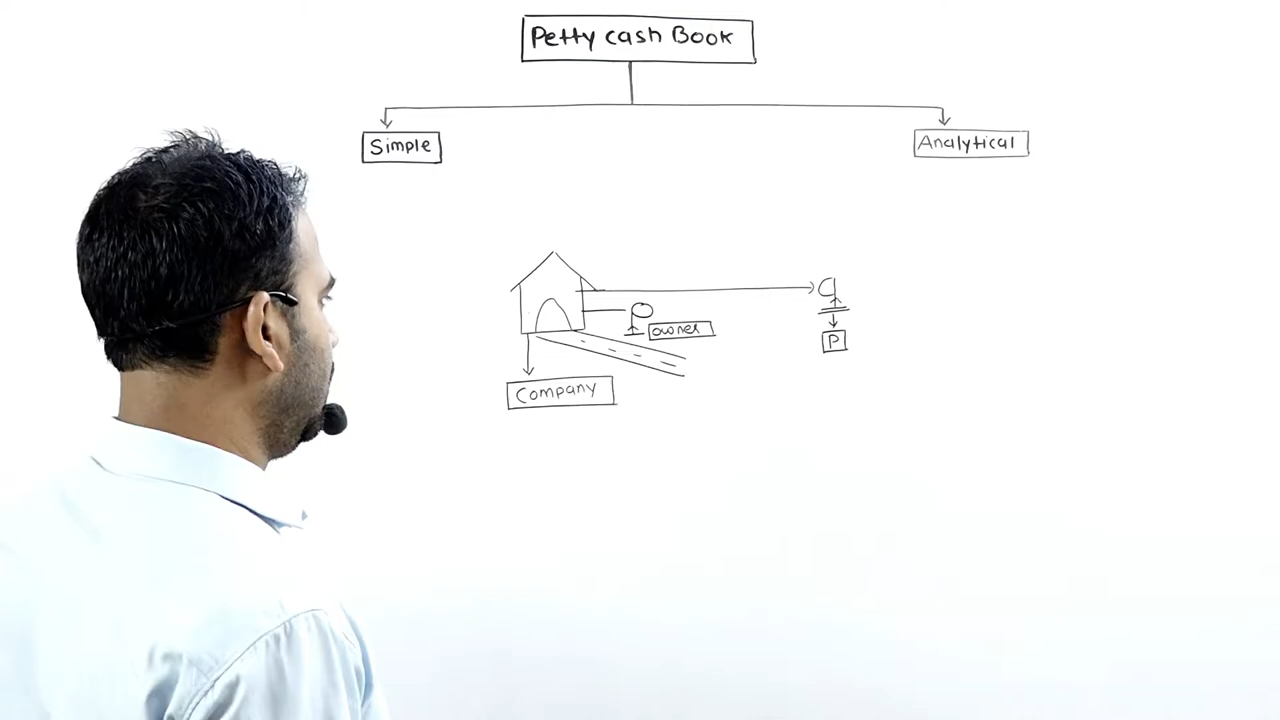 Petty cash Book
Simple
Analytical
owner
P
Company